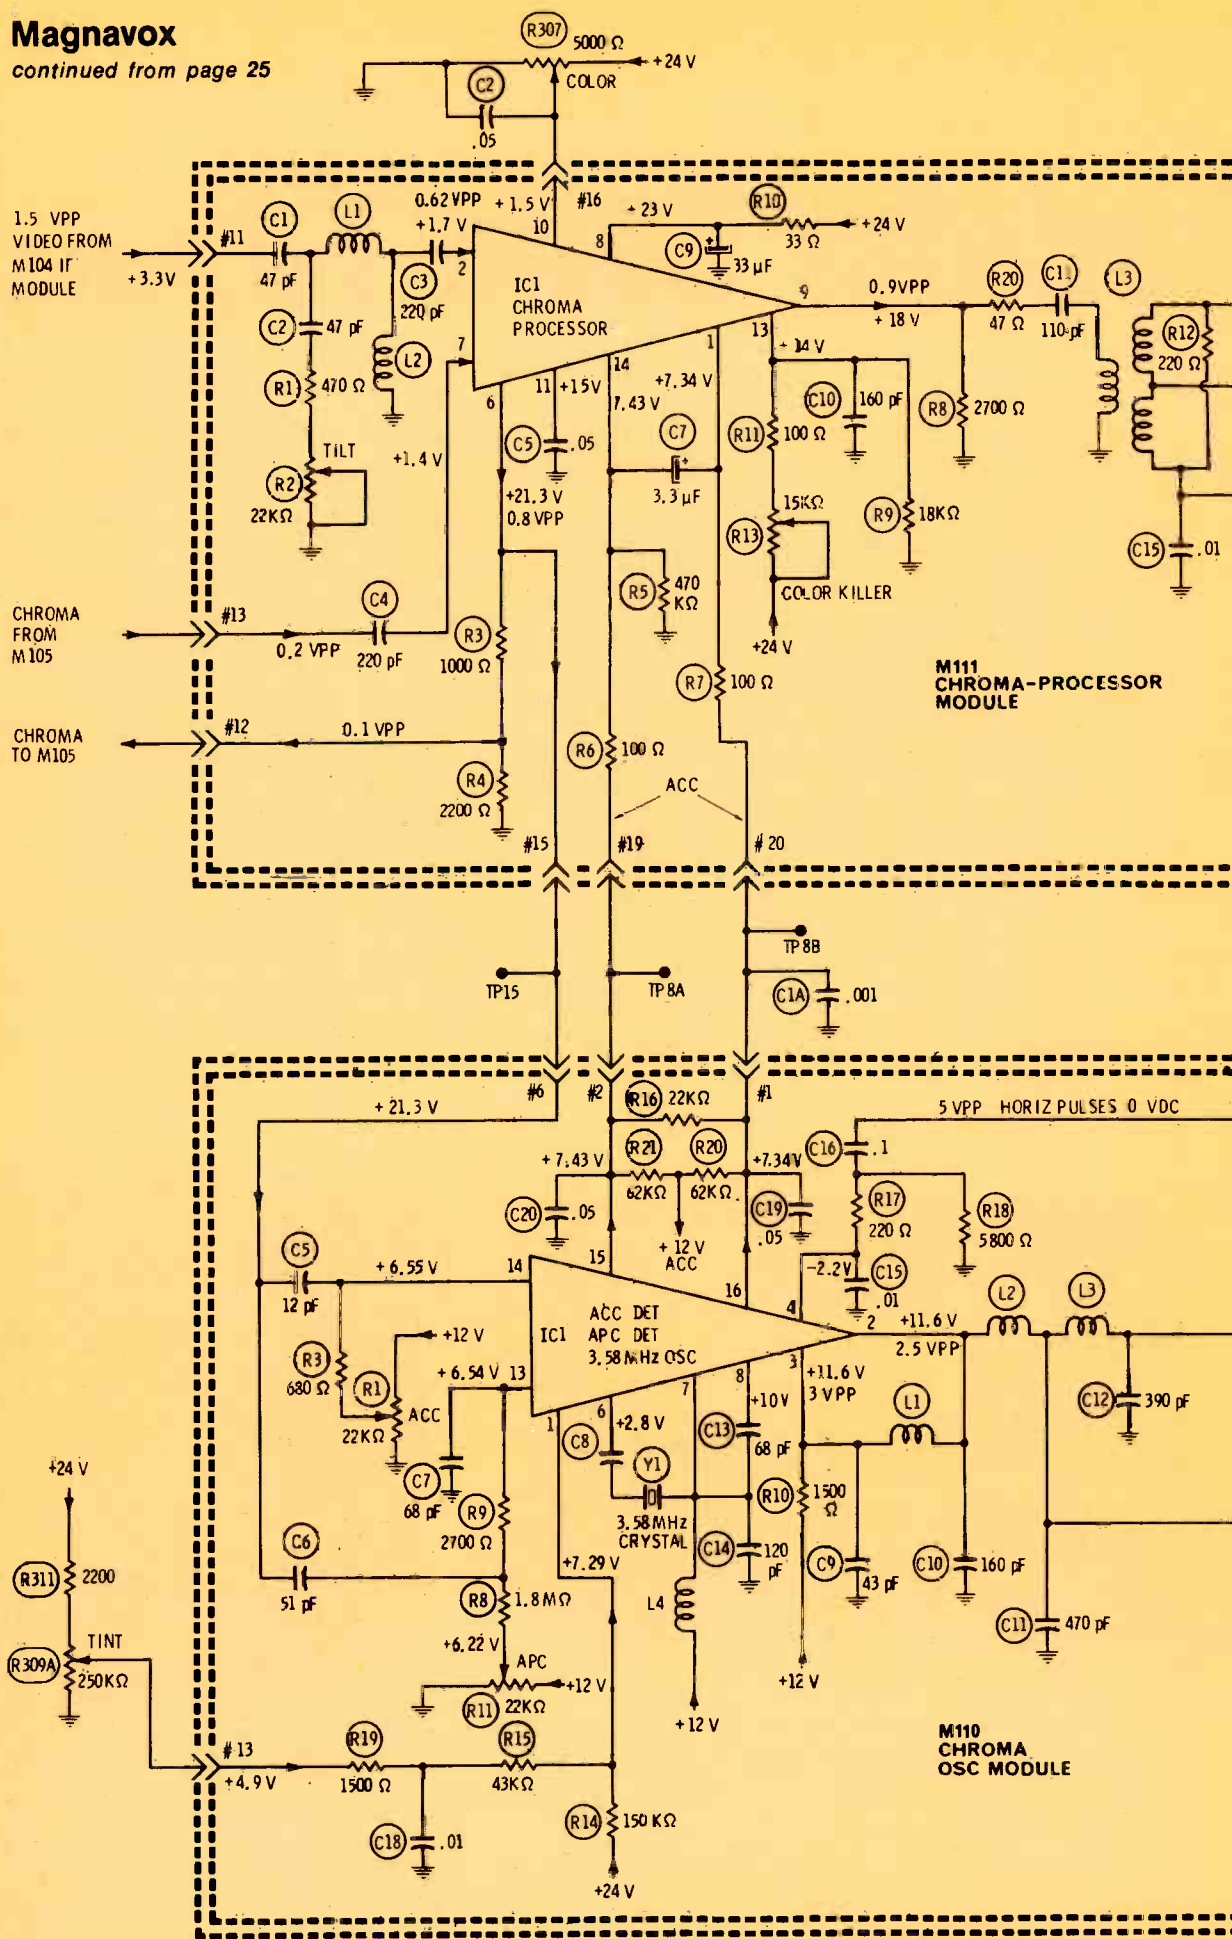 Magnavox
continued from page 25
R307
5000 Ω
+24 V
COLOR
C2
.05
1.5 VPP
VIDEO FROM
M104 IF
MODULE
+3.3V
#11
C1
47 pF
L1
0.62 VPP
+1.7 V
+1.5V
#16
10
+23 V
8
R10
33 Ω
+24 V
C9
33 µF
2
C3
220 pF
IC1
CHROMA
PROCESSOR
9
0.9VPP
+18 V
R20
47 Ω
C11
110 pF
L3
R12
220 Ω
C2
47 pF
L2
7
13
+14V
1
14
11
+15V
+7.34V
7.43 V
6
R1
470 Ω
C5
.05
C7
3.3 µF
R11
100 Ω
C10
160 pF
R8
2700 Ω
TILT
R2
22KΩ
+1.4 V
+21.3 V
0.8 VPP
15KΩ
R13
R9
18KΩ
C15
.01
COLOR KILLER
+24 V
R5
470
KΩ
CHROMA
FROM
M105
#13
0.2 VPP
C4
220 pF
R3
1000 Ω
R7
100 Ω
M111
CHROMA-PROCESSOR
MODULE
CHROMA
TO M105
#12
0.1 VPP
R6
100 Ω
R4
2200 Ω
ACC
#15
#19
#20
TP8B
TP15
TP8A
C1A
.001
#6
#2
#1
R16
22KΩ
+21.3 V
5 VPP HORIZ PULSES 0 VDC
+7.43 V
R21
62KΩ
R20
62KΩ
+7.34V
C16
.1
C20
.05
+12 V
ACC
C19
.05
R17
220 Ω
R18
5800 Ω
C5
12 pF
+6.55 V
14
15
16
4
-2.2V
C15
.01
L2
L3
ACC DET
APC DET
3.58 MHz OSC
IC1
2
+11.6 V
2.5 VPP
+12 V
R3
680 Ω
R1
22KΩ
ACC
+6.54 V
13
1
6
7
8
3
+11.6 V
3 VPP
+2.8 V
+10V
L1
C12
390 pF
C8
C13
68 pF
C7
68 pF
R9
2700 Ω
Y1
3.58MHz
CRYSTAL
R10
1500
Ω
+24 V
C6
51 pF
+7.29V
C14
120
pF
C9
43 pF
C10
160 pF
R311
2200
R8
1.8MΩ
L4
C11
470 pF
TINT
R309A
250KΩ
+6.22 V
APC
+12 V
R11
22KΩ
+12 V
+12 V
#13
+4.9 V
R19
1500 Ω
R15
43KΩ
M110
CHROMA
OSC MODULE
C18
.01
R14
150 KΩ
+24 V